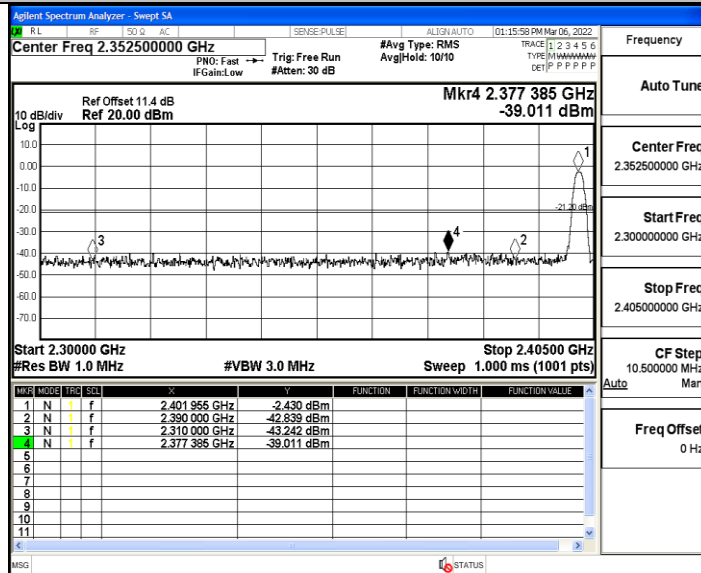 Agilent Spectrum Analyzer - Swept SA
RL RF 50 Ω AC SENSE:PULSE ALIGN AUTO 01:15:58 PM Mar 06, 2022
Center Freq 2.352500000 GHz
PNO: Fast
IFGain:Low
Trig: Free Run
#Atten: 30 dB
#Avg Type: RMS
Avg|Hold: 10/10
TRACE 1 2 3 4 5 6
TYPE MWWWWW
DET P P P P P P
Ref Offset 11.4 dB
10 dB/div Ref 20.00 dBm
Log
Mkr4 2.377 385 GHz
-39.011 dBm
10.0
0.00
-10.0
-20.0
-30.0
-40.0
-50.0
-60.0
-70.0
1
-21.20 dBm
3
4
2
Start 2.30000 GHz Stop 2.40500 GHz
#Res BW 1.0 MHz #VBW 3.0 MHz Sweep 1.000 ms (1001 pts)
MKR MODE TRC SCL X Y FUNCTION FUNCTION WIDTH FUNCTION VALUE
1 N 1 f 2.401 955 GHz -2.430 dBm
2 N 1 f 2.390 000 GHz -42.839 dBm
3 N 1 f 2.310 000 GHz -43.242 dBm
4 N 1 f 2.377 385 GHz -39.011 dBm
5
6
7
8
9
10
11
MSG STATUS
Frequency
Auto Tune
Center Freq
2.352500000 GHz
Start Freq
2.300000000 GHz
Stop Freq
2.405000000 GHz
CF Step
10.500000 MHz
Auto Man
Freq Offset
0 Hz